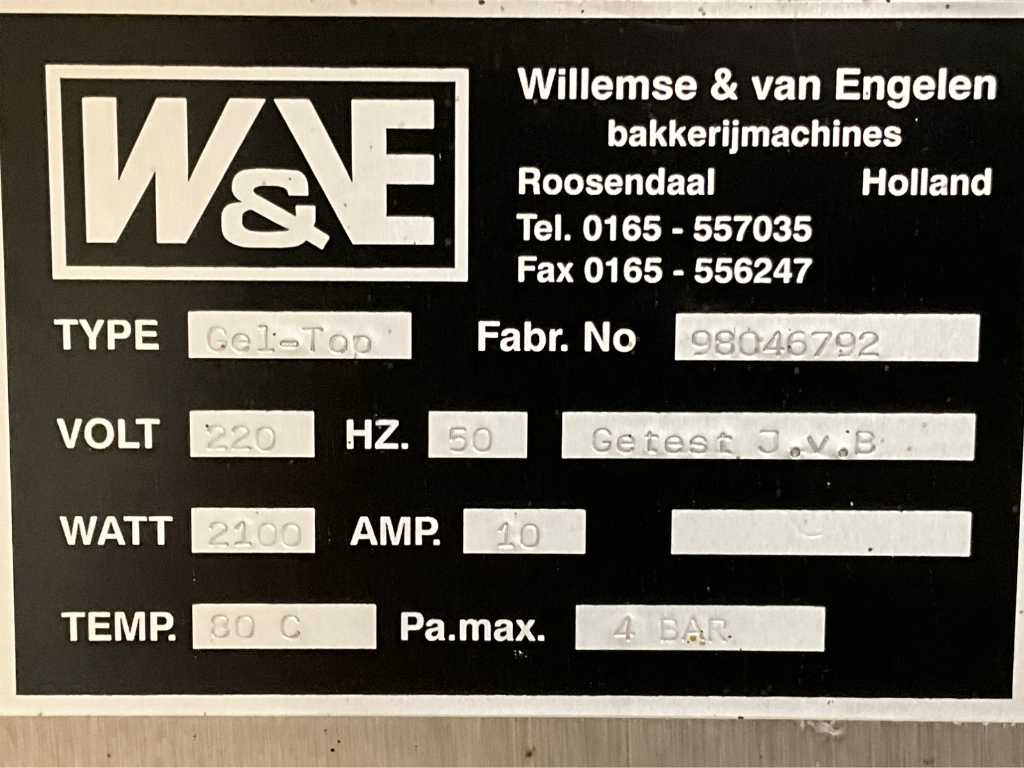 W&VE
Willemse & van Engelen
bakkerijmachines
Roosendaal Holland
Tel. 0165 - 557035
Fax 0165 - 556247
TYPE Gel-Top Fabr. No 98046792
VOLT 220 HZ. 50 Getest J.v.B
WATT 2100 AMP. 10
TEMP. 80 C Pa.max. 4 BAR